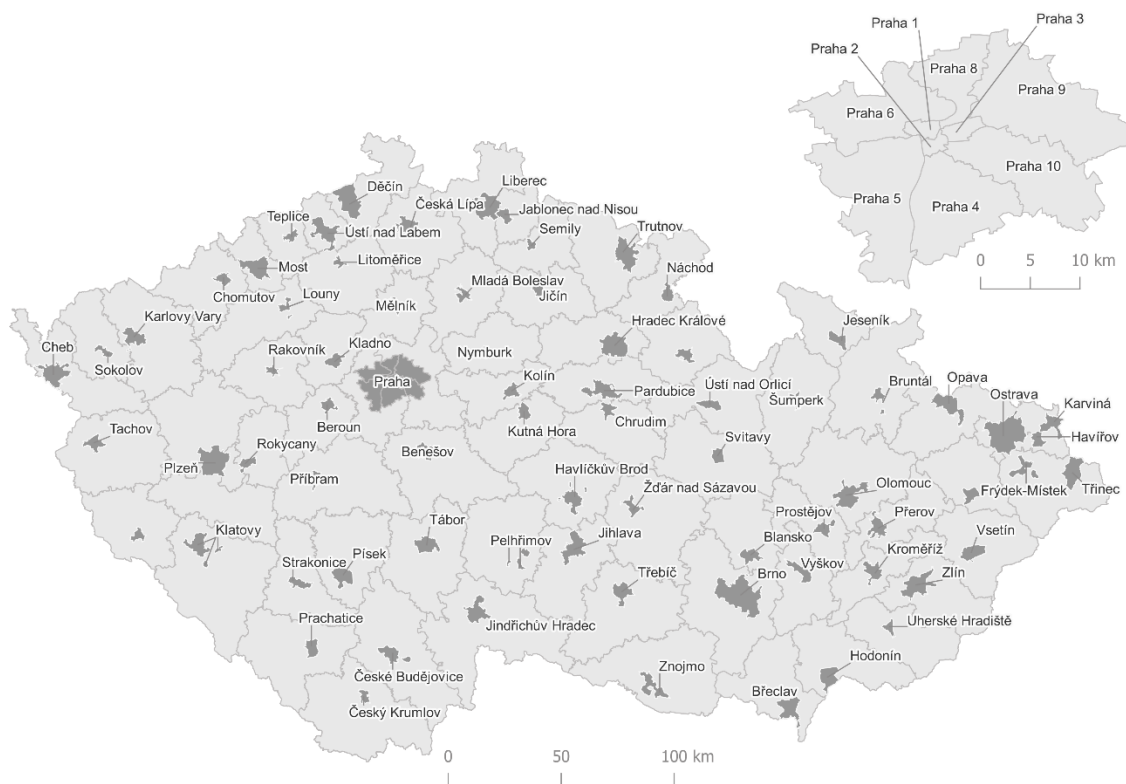 Praha 1
Praha 3
Praha 2
Praha 8
Praha 9
Praha 6
Praha 10
Praha 5
Praha 4
0 5 10 km
Děčín
Liberec
Česká Lípa
Teplice
Jablonec nad Nisou
Ústí nad Labem
Semily
Trutnov
Most
Litoměřice
Náchod
Chomutov
Louny
Mladá Boleslav
Jičín
Mělník
Karlovy Vary
Hradec Králové
Jeseník
Cheb
Sokolov
Rakovník
Kladno
Nymburk
Praha
Kolín
Pardubice
Ústí nad Orlicí
Šumperk
Bruntál
Opava
Ostrava
Karviná
Beroun
Kutná Hora
Chrudim
Havířov
Tachov
Rokycany
Benešov
Svitavy
Plzeň
Příbram
Havlíčkův Brod
Žďár nad Sázavou
Olomouc
Frýdek-Místek
Třinec
Klatovy
Tábor
Prostějov
Přerov
Vsetín
Pelhřimov
Jihlava
Blansko
Strakonice
Písek
Třebíč
Brno
Vyškov
Kroměříž
Zlín
Prachatice
Jindřichův Hradec
Uherské Hradiště
České Budějovice
Znojmo
Hodonín
Český Krumlov
Břeclav
0 50 100 km